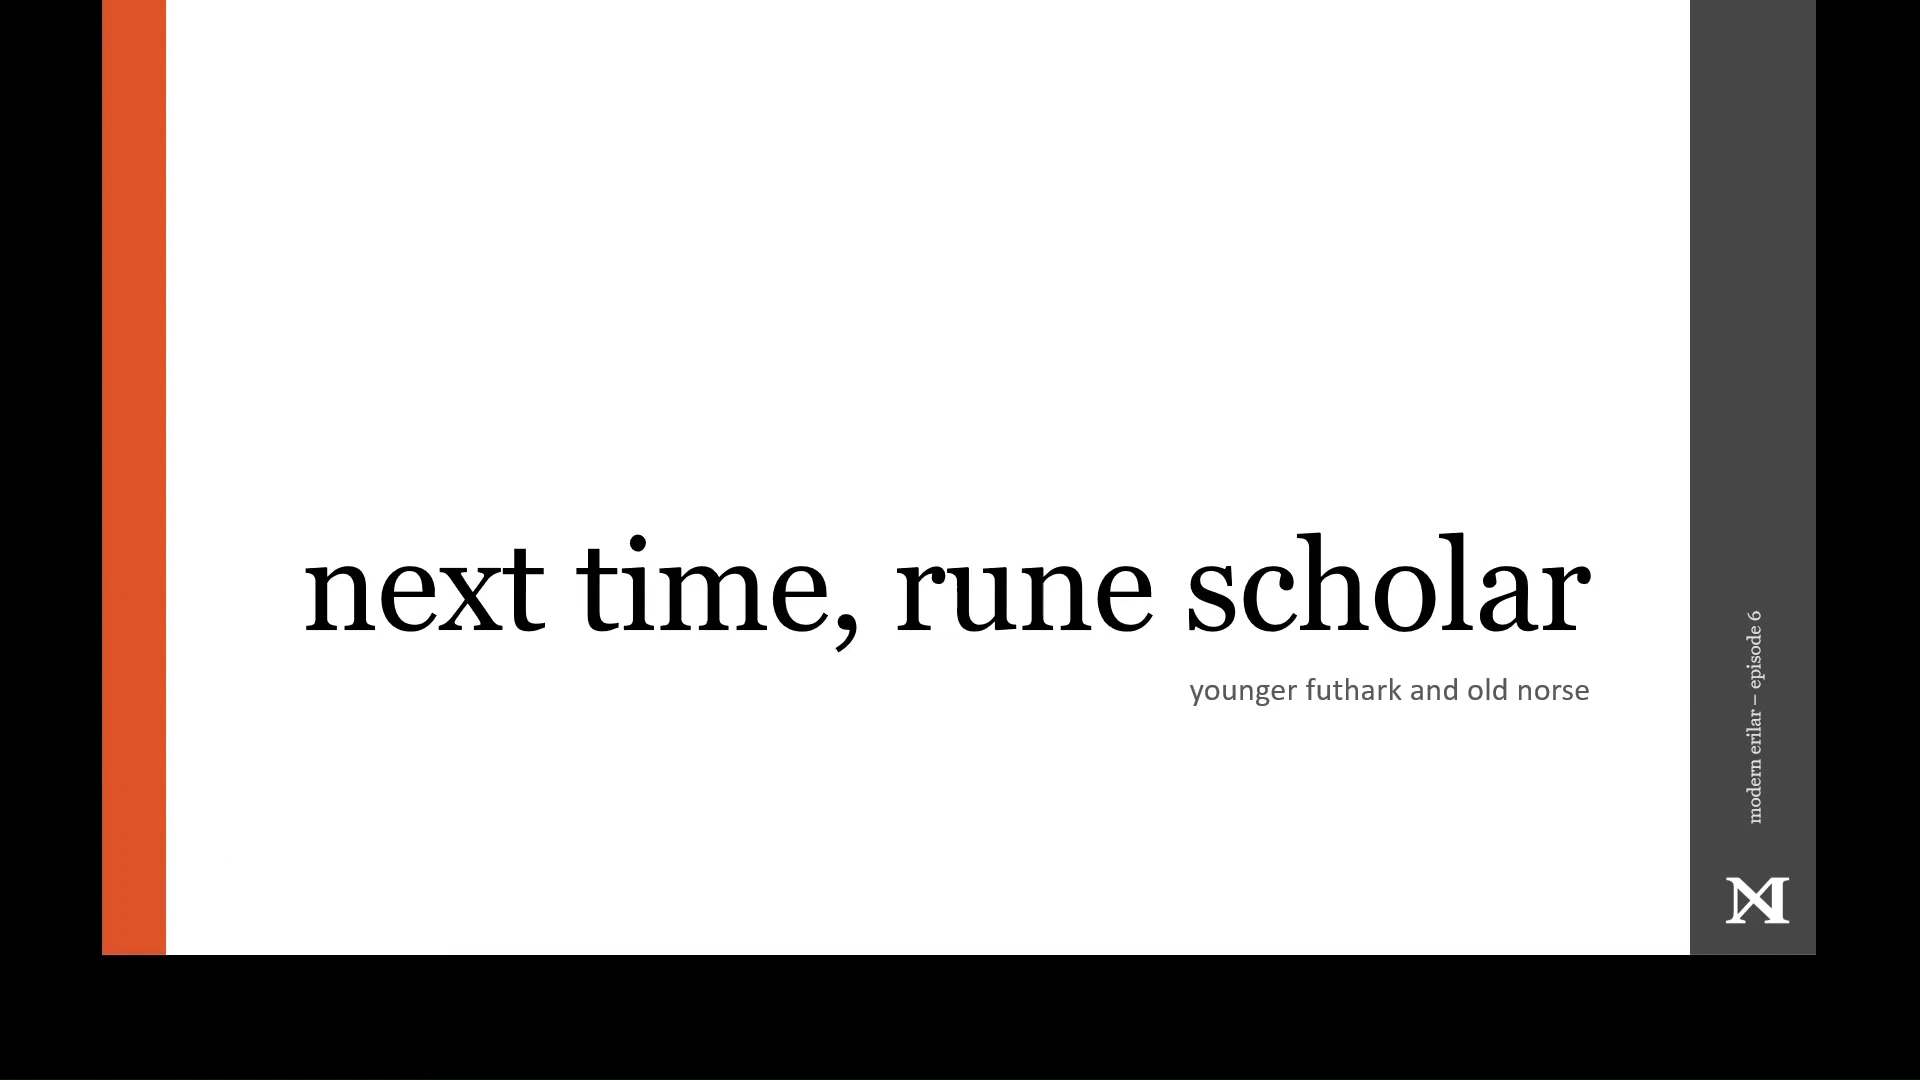 next time, rune scholar
younger futhark and old norse
modern erilar – episode 6